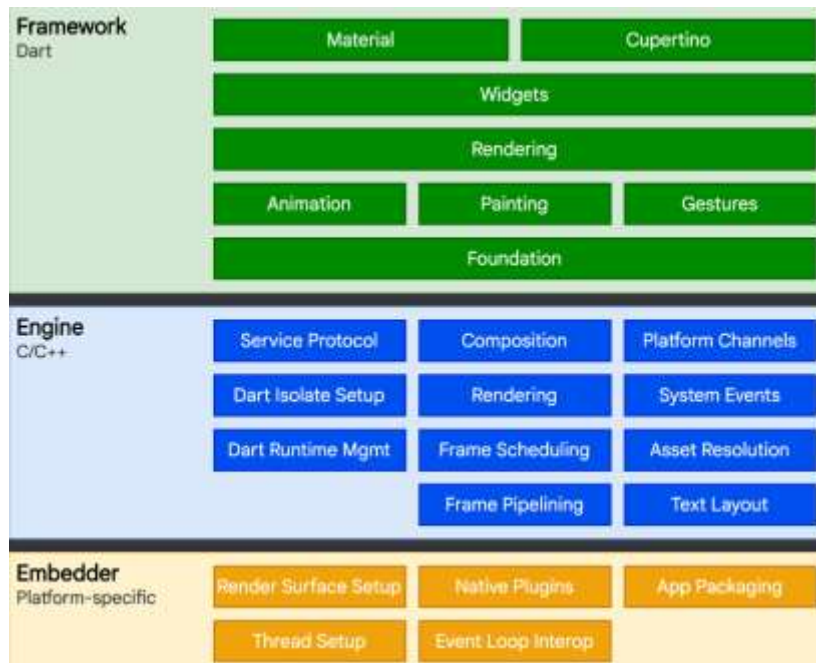 Framework
Dart
Material
Cupertino
Widgets
Rendering
Animation
Painting
Gestures
Foundation
Engine
C/C++
Service Protocol
Composition
Platform Channels
Dart Isolate Setup
Rendering
System Events
Dart Runtime Mgmt
Frame Scheduling
Asset Resolution
Frame Pipelining
Text Layout
Embedder
Platform-specific
Render Surface Setup
Native Plugins
App Packaging
Thread Setup
Event Loop Interop